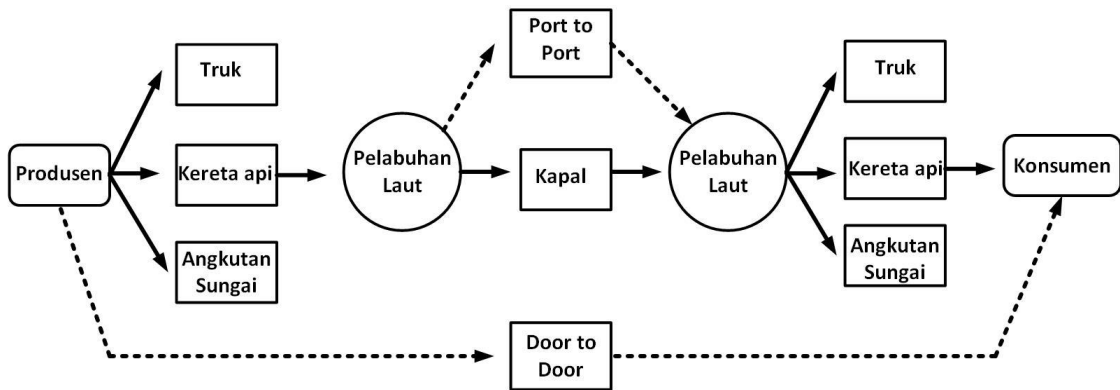 Port to
Port
Truk
Truk
Produsen
Kereta api
Pelabuhan
Laut
Kapal
Pelabuhan
Laut
Kereta api
Konsumen
Angkutan
Sungai
Angkutan
Sungai
Door to
Door